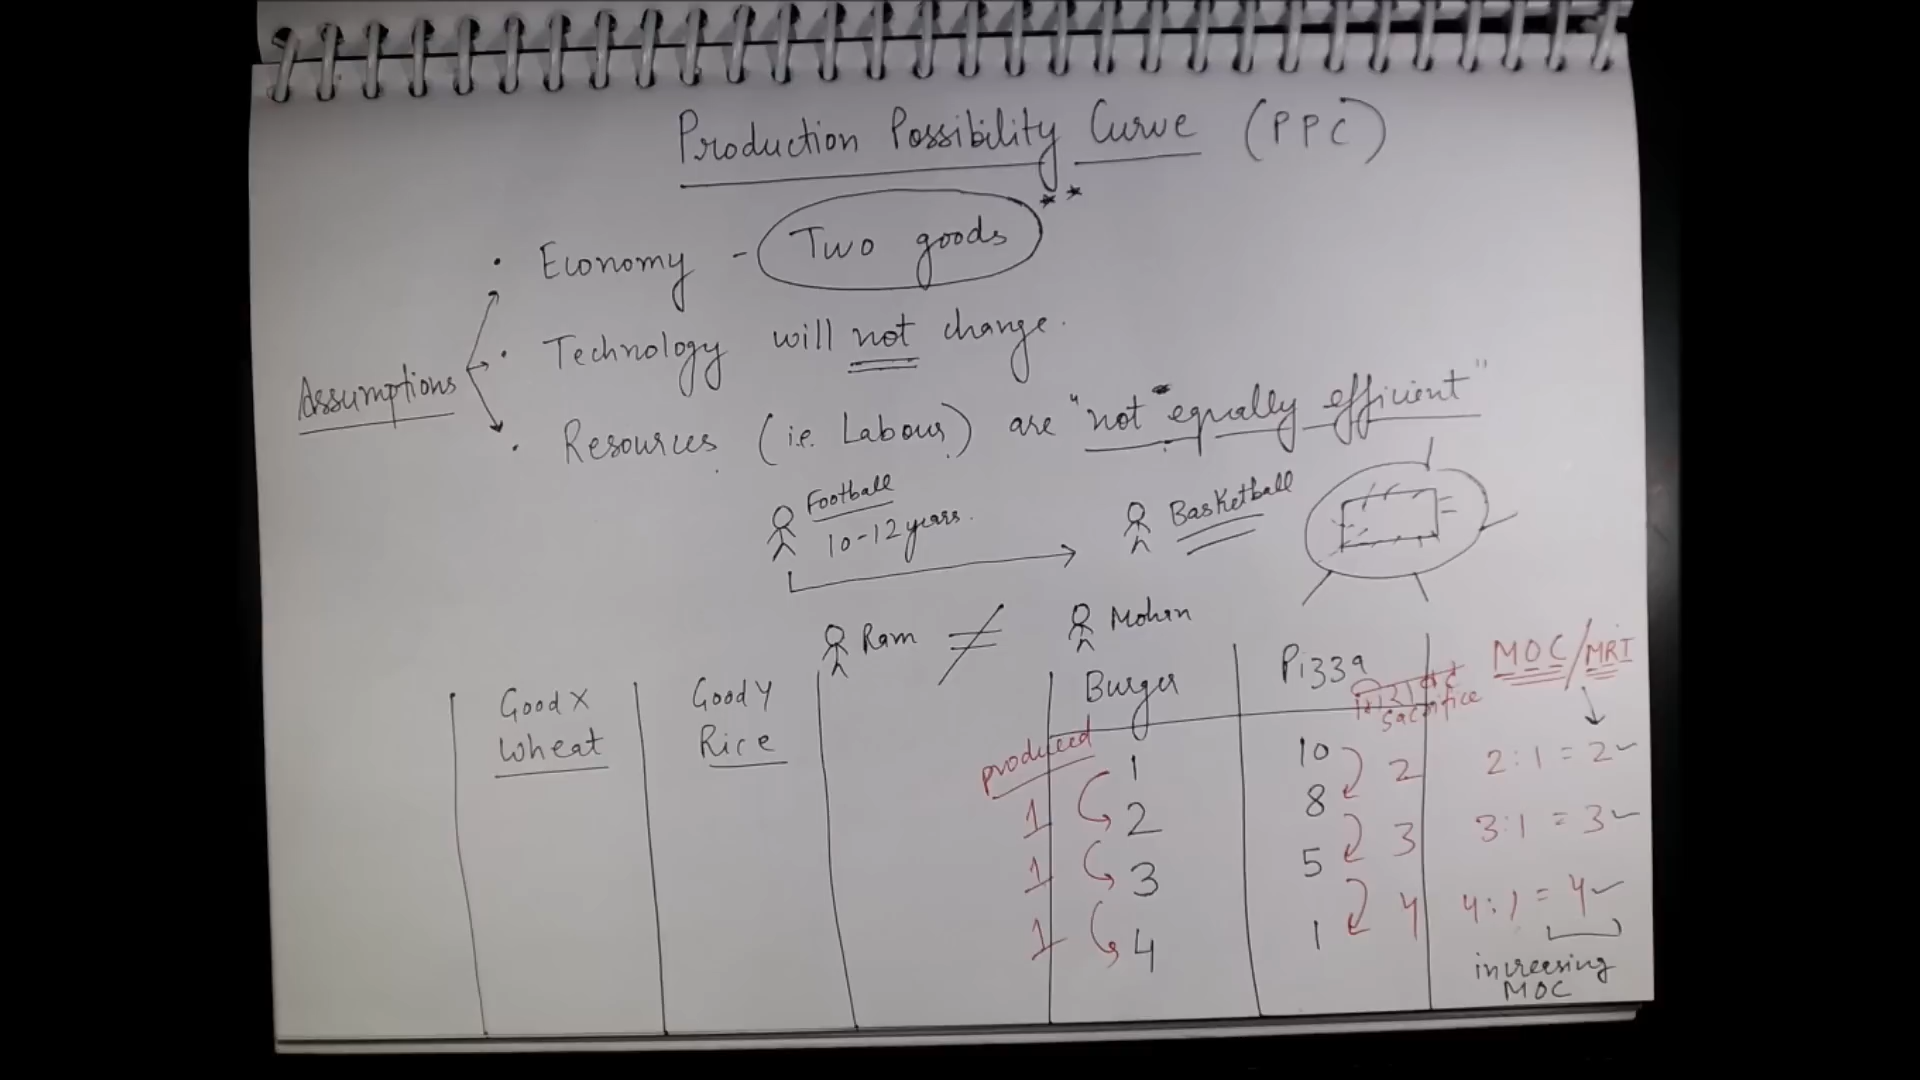 Production Possibility Curve (PPC)
• Economy - Two goods **
• Technology will not change.
Assumptions
• Resources (i.e. Labour) are "not equally efficient"
Football
10-12 years.
Basketball
Ram ≠ Mohan
Good X
Wheat
Good Y
Rice
Burger Pizza MOC/MRT
produced sacrifice
1 10
1 2 8 2 2:1 = 2
1 3 5 3 3:1 = 3
1 4 1 4 4:1 = 4
increasing
MOC